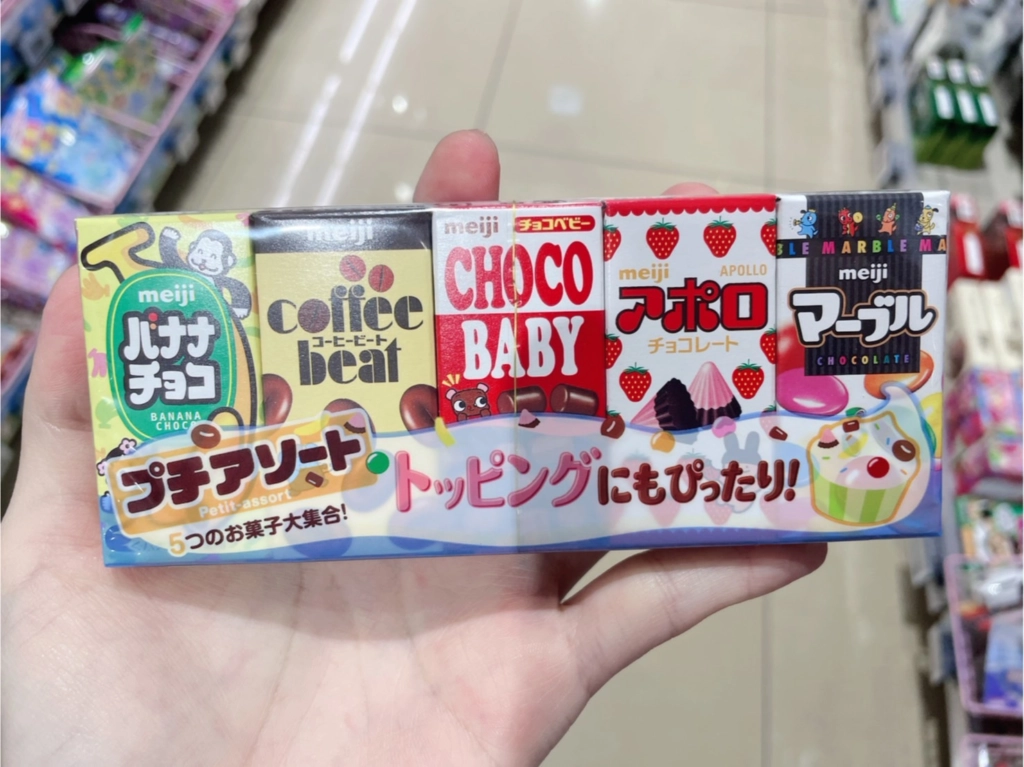 meiji
バナナ
チョコ
BANANA
CHOCO
meiji
coffee
コーヒービート
beat
meiji チョコベビー
CHOCO
BABY
meiji APOLLO
アポロ
チョコレート
BLE MARBLE MA
meiji
マーブル
CHOCOLATE
プチアソート
Petit-assort
5つのお菓子大集合!
トッピングにもぴったり!